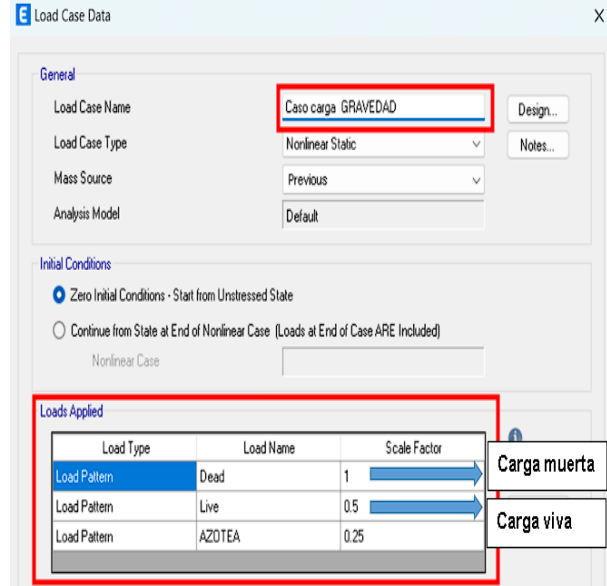 E Load Case Data X
General
Load Case Name Caso carga GRAVEDAD Design...
Load Case Type Nonlinear Static Notes...
Mass Source Previous
Analysis Model Default
Initial Conditions
Zero Initial Conditions - Start from Unstressed State
Continue from State at End of Nonlinear Case (Loads at End of Case ARE Included)
Nonlinear Case
Loads Applied
i
Load Type Load Name Scale Factor
Load Pattern Dead 1 Carga muerta
Load Pattern Live 0.5 Carga viva
Load Pattern AZOTEA 0.25